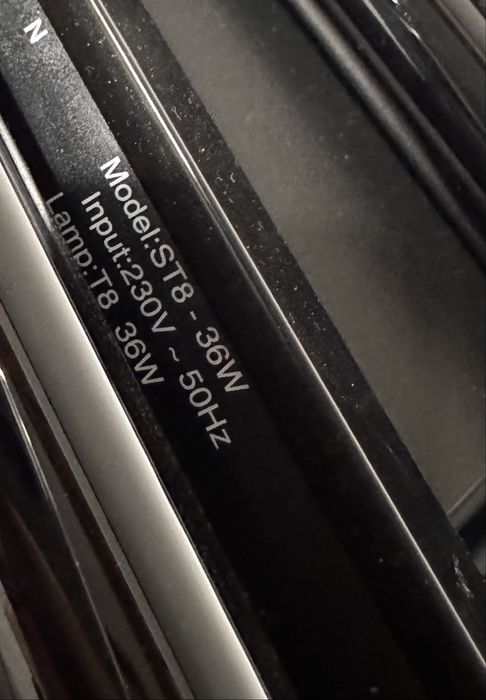 N
Model:ST8 - 36W
Input:230V ~ 50Hz
Lamp:T8 36W